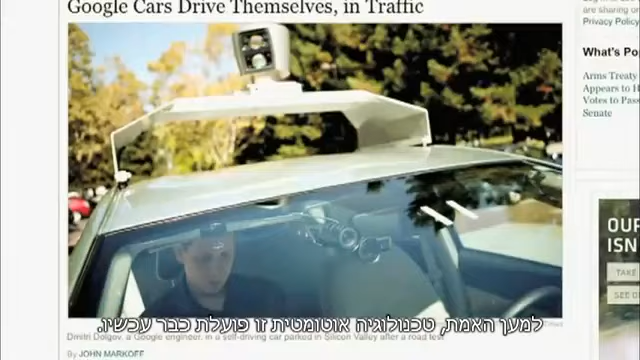 Google Cars Drive Themselves, in Traffic
are sharing on
Privacy Policy
What's Po
Arms Treaty
Appears to H
Votes to Pass
Senate
OUR
ISN
TAKE
SEE D
למען האמת, טכנולוגיה אוטומטית זו פועלת כבר עכשיו.
Dmitri Dolgov, a Google engineer, in a self-driving car parked in Silicon Valley after a road test
By JOHN MARKOFF